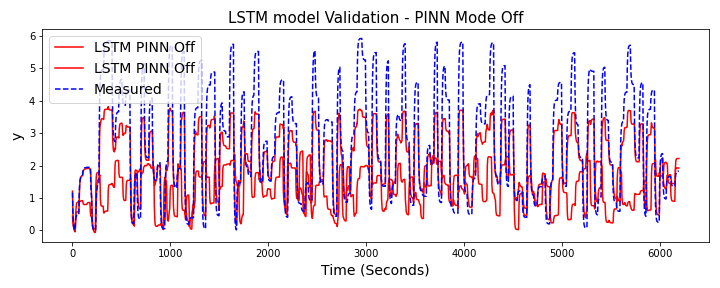 LSTM model Validation - PINN Mode Off
LSTM PINN Off
LSTM PINN Off
Measured
y
6
5
4
3
2
1
0
0
1000
2000
3000
4000
5000
6000
Time (Seconds)